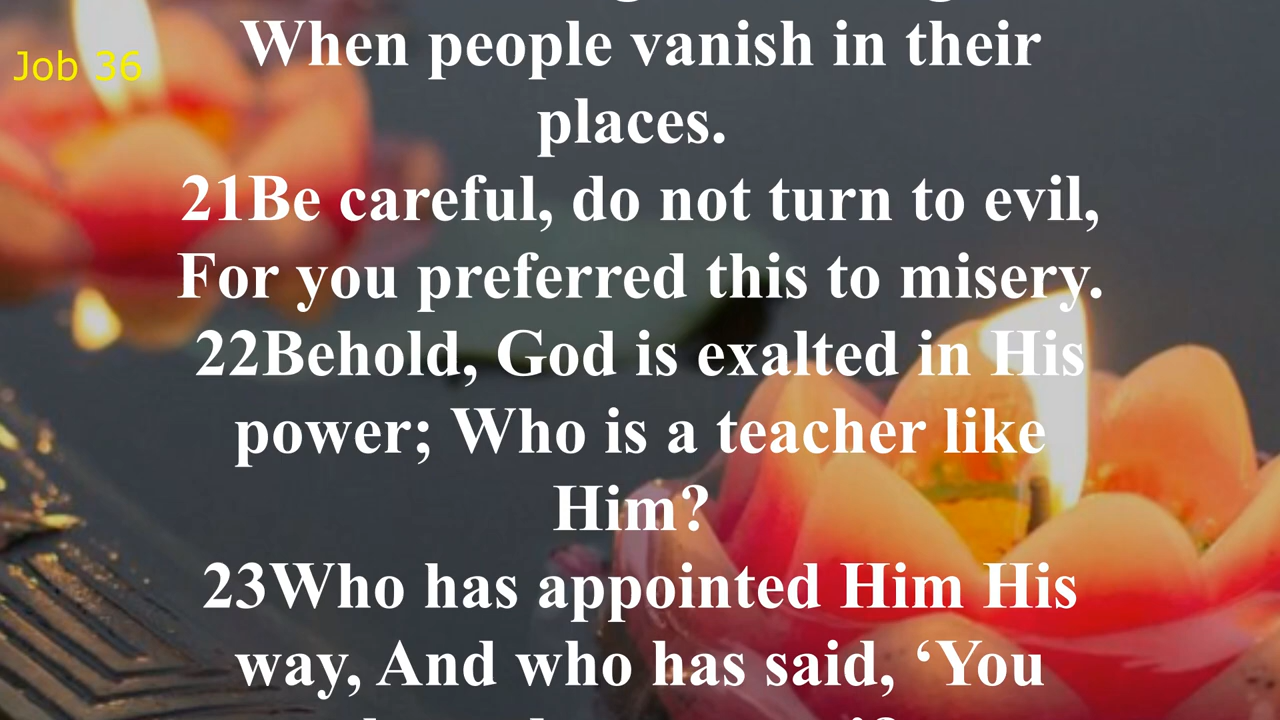 Job 36
When people vanish in their
places.
21Be careful, do not turn to evil,
For you preferred this to misery.
22Behold, God is exalted in His
power; Who is a teacher like
Him?
23Who has appointed Him His
way, And who has said, ‘You